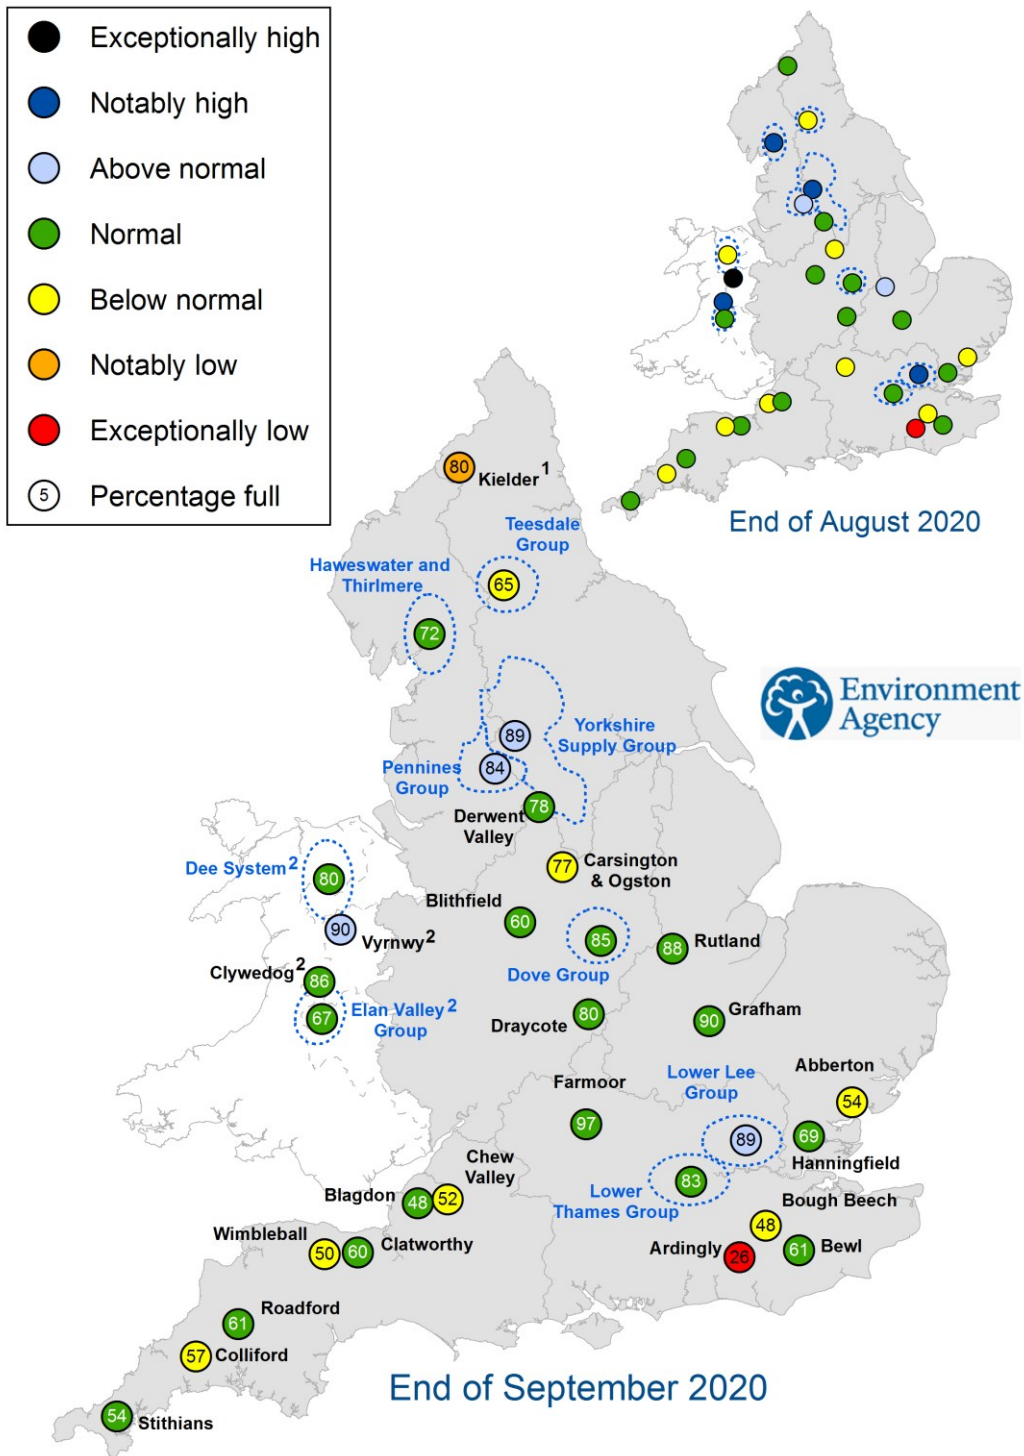 Exceptionally high
Notably high
Above normal
Normal
Below normal
Notably low
Exceptionally low
5 Percentage full
End of August 2020
80
Kielder1
Teesdale
Group
65
Haweswater and
Thirlmere
72
Environment
Agency
89
Yorkshire
Supply Group
84
Pennines
Group
78
Derwent
Valley
77
Carsington
& Ogston
Dee System2
80
Blithfield
60
90
Vyrnwy2
85
Dove Group
88
Rutland
Clywedog2
86
67
Elan Valley2
Group
80
Draycote
90
Grafham
Farmoor
97
Lower Lee
Group
89
Abberton
54
69
Hanningfield
Chew
Valley
Blagdon
48
52
83
Lower
Thames Group
Bough Beech
48
Wimbleball
50
60
Clatworthy
Ardingly
26
61
Bewl
Roadford
61
57
Colliford
End of September 2020
54
Stithians